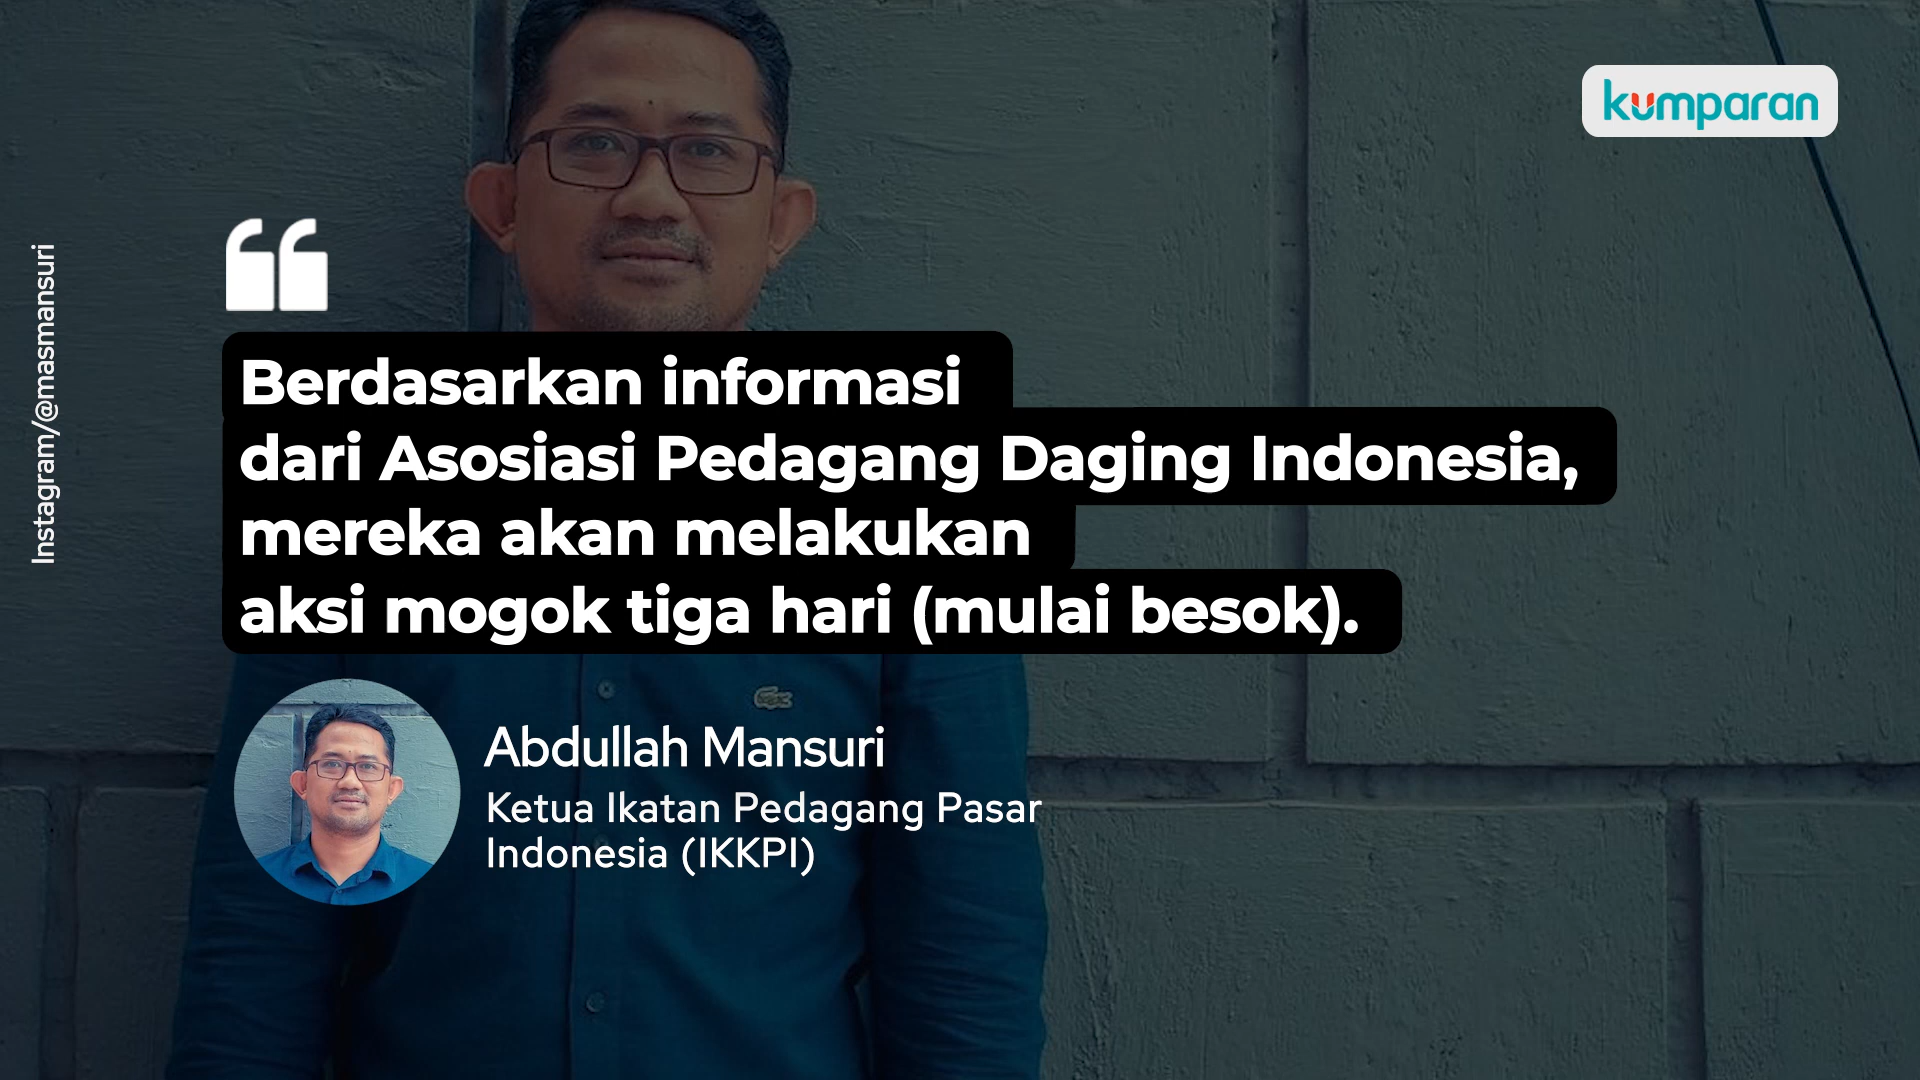 kumparan
Instagram/@masmansuri
Berdasarkan informasi
dari Asosiasi Pedagang Daging Indonesia,
mereka akan melakukan
aksi mogok tiga hari (mulai besok).
Abdullah Mansuri
Ketua Ikatan Pedagang Pasar
Indonesia (IKKPI)